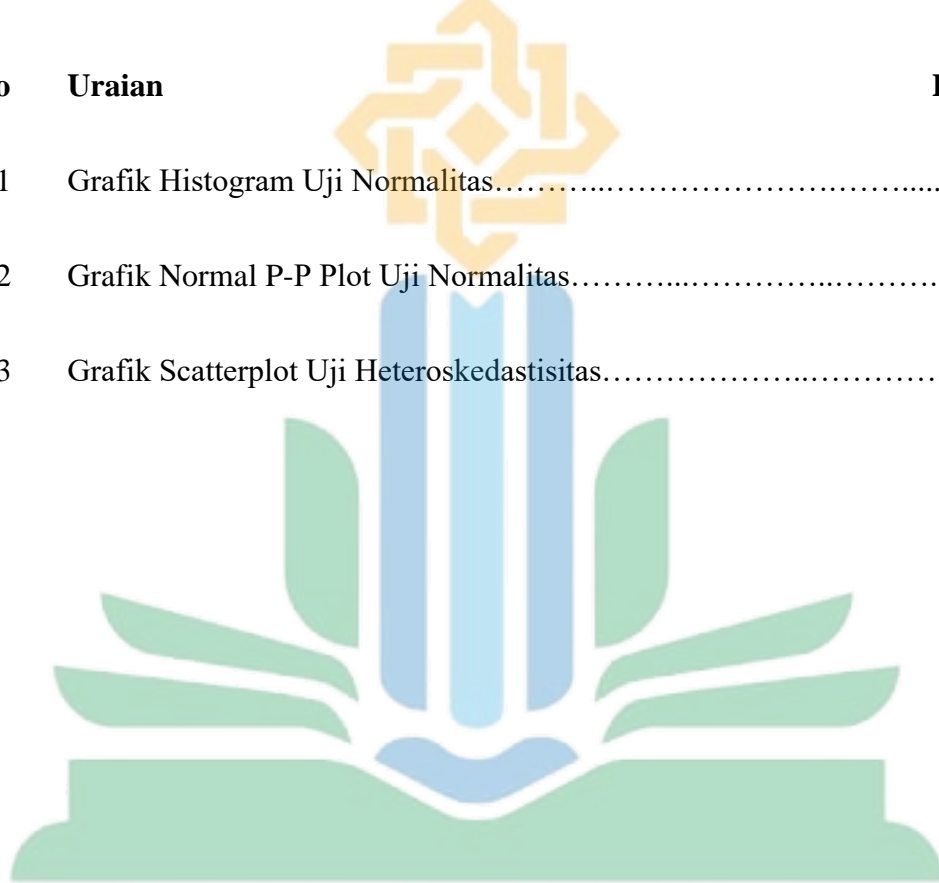 o Uraian
1 Grafik Histogram Uji Normalitas………..………………….…….....
2 Grafik Normal P-P Plot Uji Normalitas………...…………..……….
3 Grafik Scatterplot Uji Heteroskedastisitas………………..…………